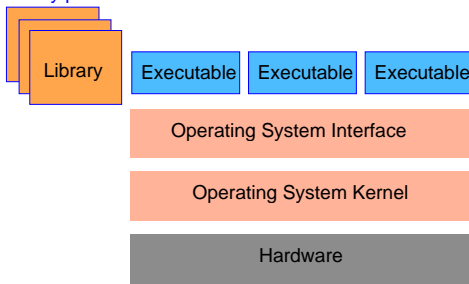 Library
Executable Executable Executable
Operating System Interface
Operating System Kernel
Hardware